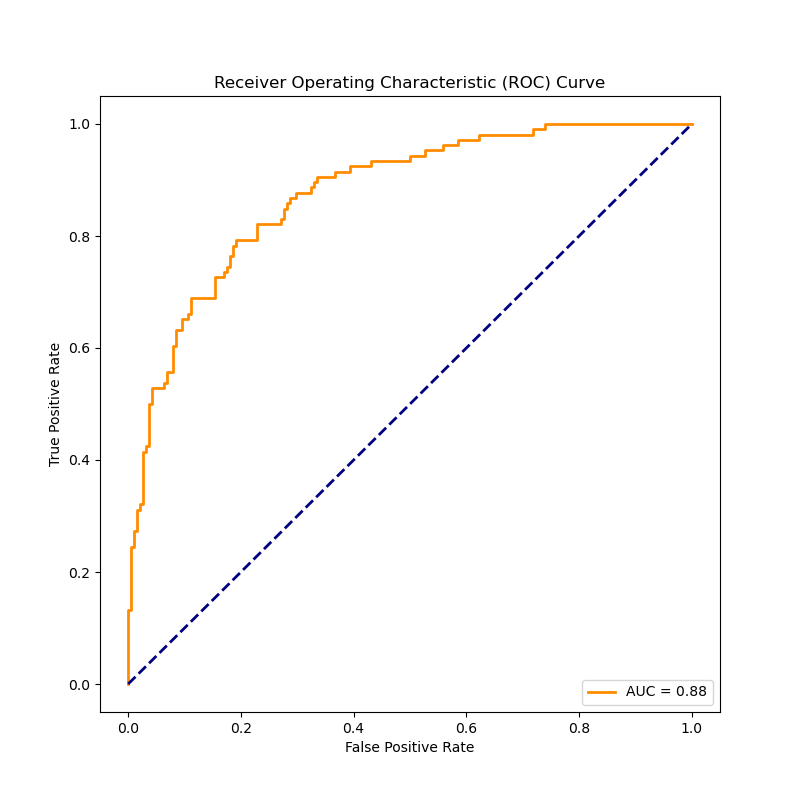 Receiver Operating Characteristic (ROC) Curve
True Positive Rate
1.0
0.8
0.6
0.4
0.2
0.0
AUC = 0.88
0.0 0.2 0.4 0.6 0.8 1.0
False Positive Rate